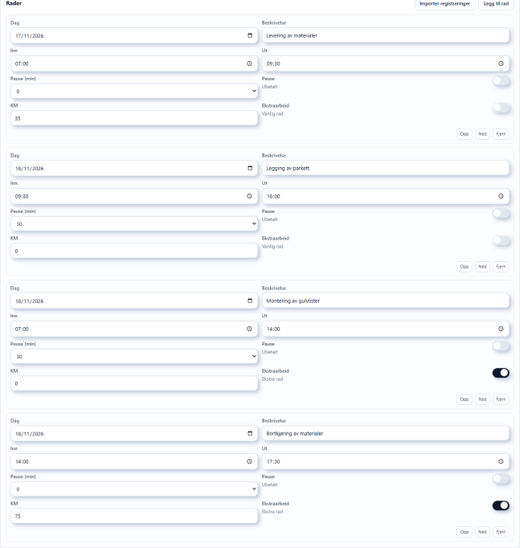 Rader
Importer registreringer
Legg til rad
Dag
Beskrivelse
17/11/2026
Levering av materialer
Inn
Ut
07:00
09:30
Pause (min)
Pause
0
Ubetalt
KM
Ekstraarbeid
35
Vanlig rad
Opp
Ned
Fjern
Dag
Beskrivelse
18/11/2026
Legging av parkett
Inn
Ut
09:30
16:00
Pause (min)
Pause
30
Ubetalt
KM
Ekstraarbeid
0
Vanlig rad
Opp
Ned
Fjern
Dag
Beskrivelse
18/11/2026
Montering av gulvlister
Inn
Ut
07:00
14:00
Pause (min)
Pause
30
Ubetalt
KM
Ekstraarbeid
0
Ekstra rad
Opp
Ned
Fjern
Dag
Beskrivelse
18/11/2026
Bortkjøring av materialer
Inn
Ut
14:00
17:30
Pause (min)
Pause
0
Ubetalt
KM
Ekstraarbeid
75
Ekstra rad
Opp
Ned
Fjern